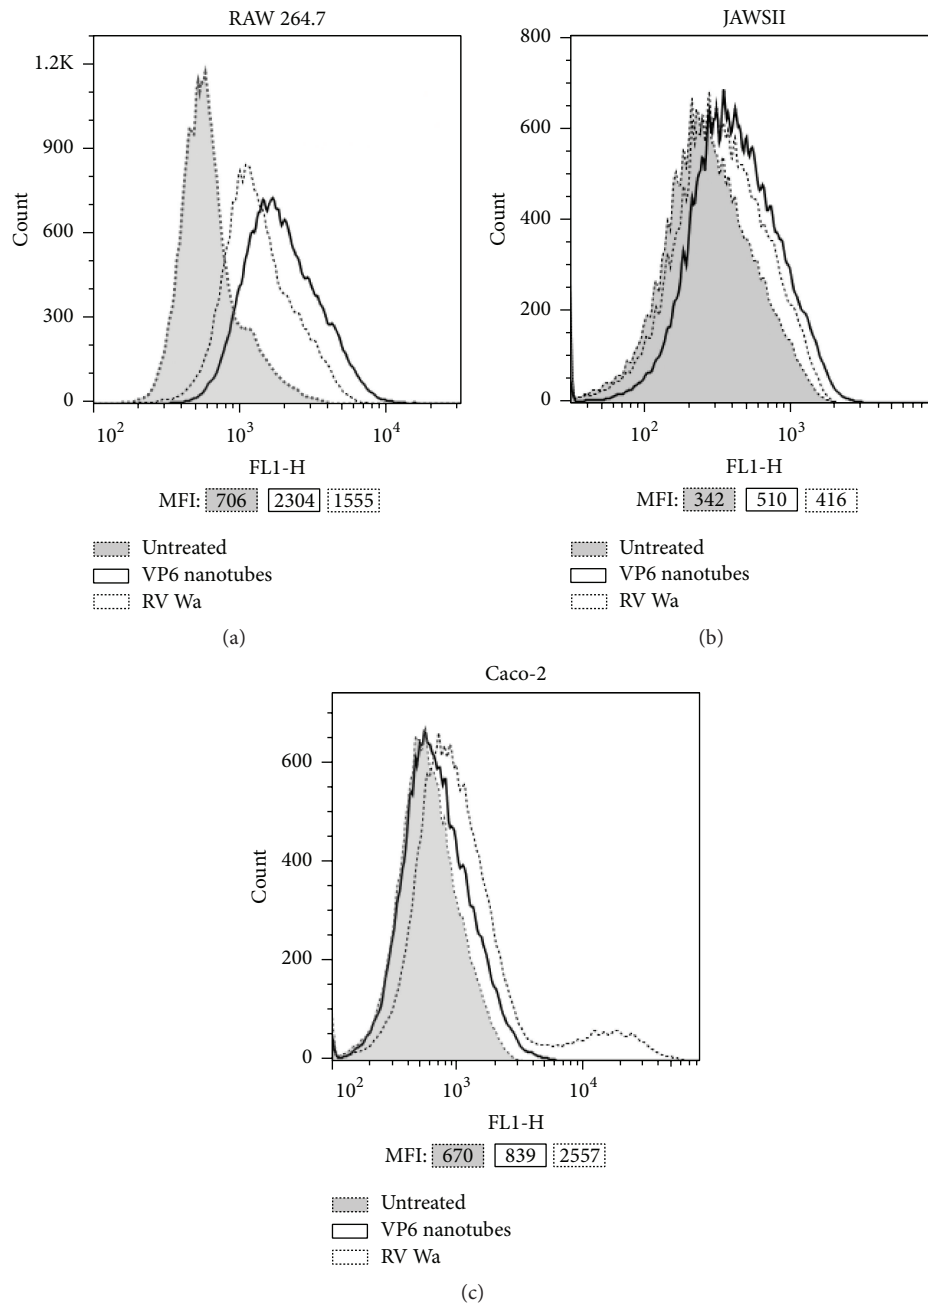 RAW 264.7
1.2K
900
600
300
0
Count
10²
10³
10⁴
FL1-H
MFI: 706 2304 1555
Untreated
VP6 nanotubes
RV Wa
(a)
JAWSII
800
600
400
200
0
Count
10²
10³
FL1-H
MFI: 342 510 416
Untreated
VP6 nanotubes
RV Wa
(b)
Caco-2
600
400
200
0
Count
10²
10³
10⁴
FL1-H
MFI: 670 839 2557
Untreated
VP6 nanotubes
RV Wa
(c)